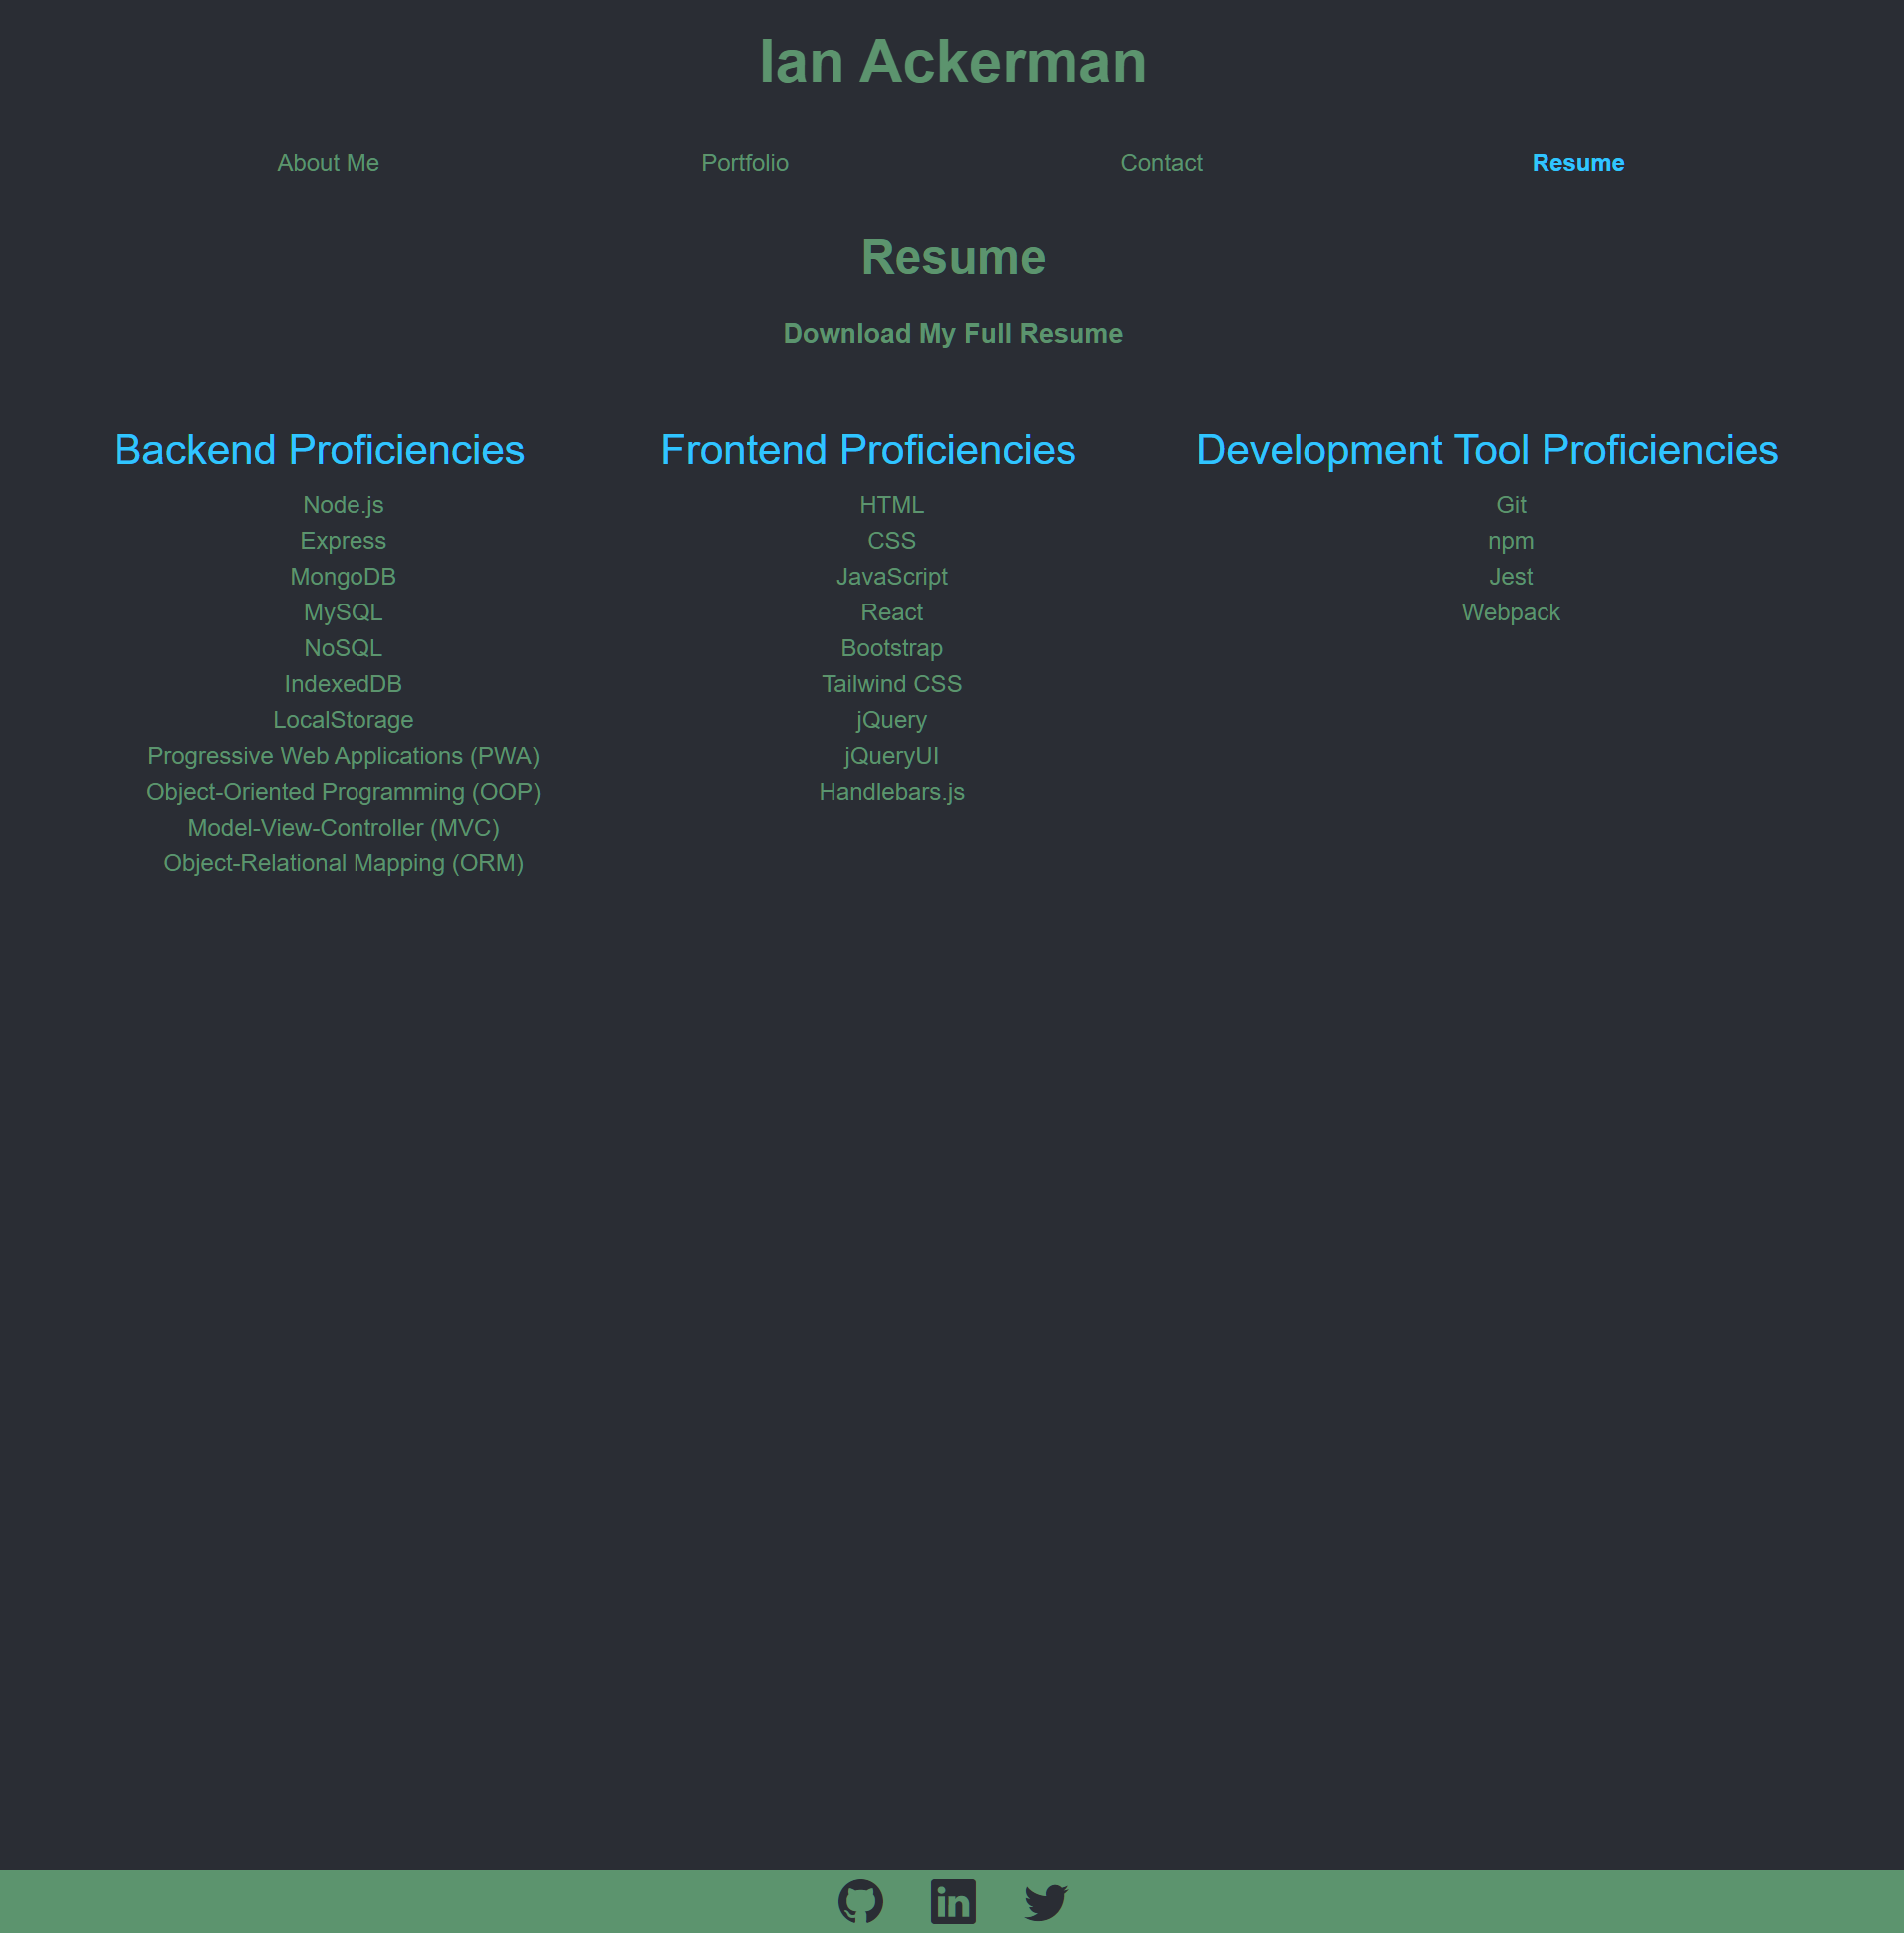 Ian Ackerman
About Me
Portfolio
Contact
Resume
Resume
Download My Full Resume
Backend Proficiencies
Node.js
Express
MongoDB
MySQL
NoSQL
IndexedDB
LocalStorage
Progressive Web Applications (PWA)
Object-Oriented Programming (OOP)
Model-View-Controller (MVC)
Object-Relational Mapping (ORM)
Frontend Proficiencies
HTML
CSS
JavaScript
React
Bootstrap
Tailwind CSS
jQuery
jQueryUI
Handlebars.js
Development Tool Proficiencies
Git
npm
Jest
Webpack
in